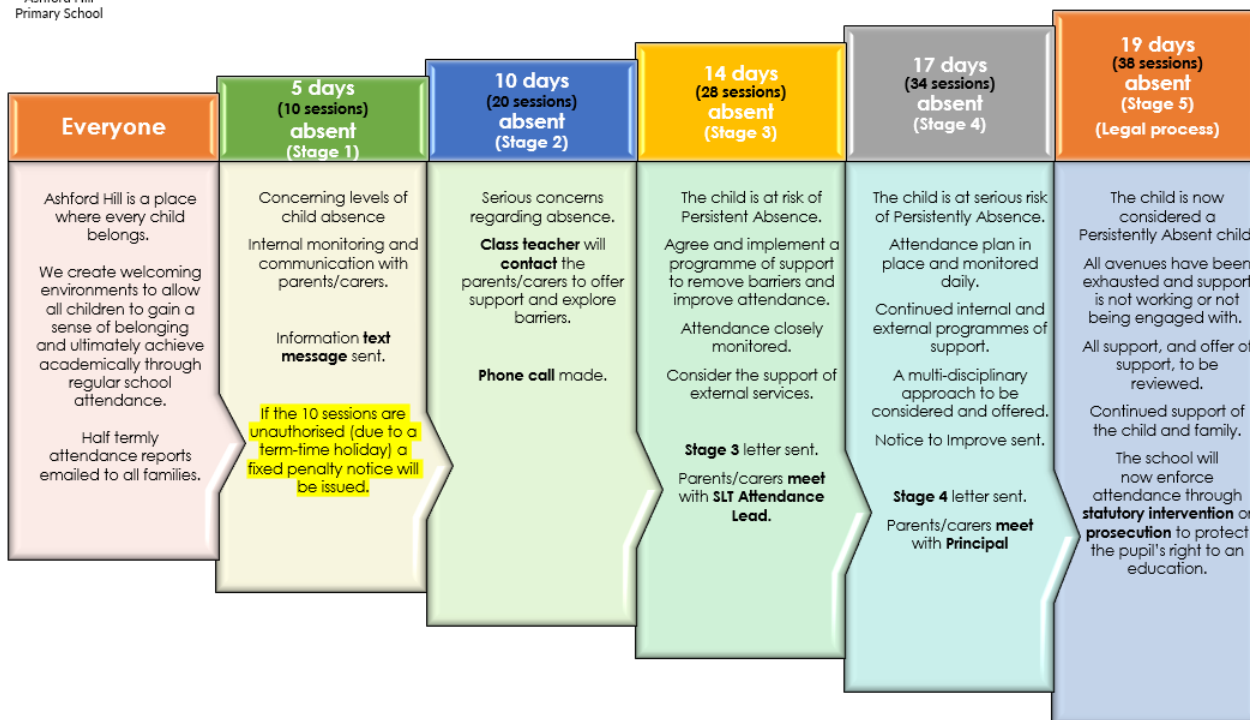 Ashford Hill
Primary School
Everyone
Ashford Hill is a place
where every child
belongs.
We create welcoming
environments to allow
all children to gain a
sense of belonging
and ultimately achieve
academically through
regular school
attendance.
Half termly
attendance reports
emailed to all families.
5 days
(10 sessions)
absent
(Stage 1)
Concerning levels of
child absence
Internal monitoring and
communication with
parents/carers.
Information text
message sent.
If the 10 sessions are
unauthorised (due to a
term-time holiday) a
fixed penalty notice will
be issued.
10 days
(20 sessions)
absent
(Stage 2)
Serious concerns
regarding absence.
Class teacher will
contact the
parents/carers to offer
support and explore
barriers.
Phone call made.
14 days
(28 sessions)
absent
(Stage 3)
The child is at risk of
Persistent Absence.
Agree and implement a
programme of support
to remove barriers and
improve attendance.
Attendance closely
monitored.
Consider the support of
external services.
Stage 3 letter sent.
Parents/carers meet
with SLT Attendance
Lead.
17 days
(34 sessions)
absent
(Stage 4)
The child is at serious risk
of Persistently Absence.
Attendance plan in
place and monitored
daily.
Continued internal and
external programmes of
support.
A multi-disciplinary
approach to be
considered and offered.
Notice to Improve sent.
Stage 4 letter sent.
Parents/carers meet
with Principal
19 days
(38 sessions)
absent
(Stage 5)
(Legal process)
The child is now
considered a
Persistently Absent child
All avenues have been
exhausted and support
is not working or not
being engaged with.
All support, and offer of
support, to be
reviewed.
Continued support of
the child and family.
The school will
now enforce
attendance through
statutory intervention or
prosecution to protect
the pupil's right to an
education.